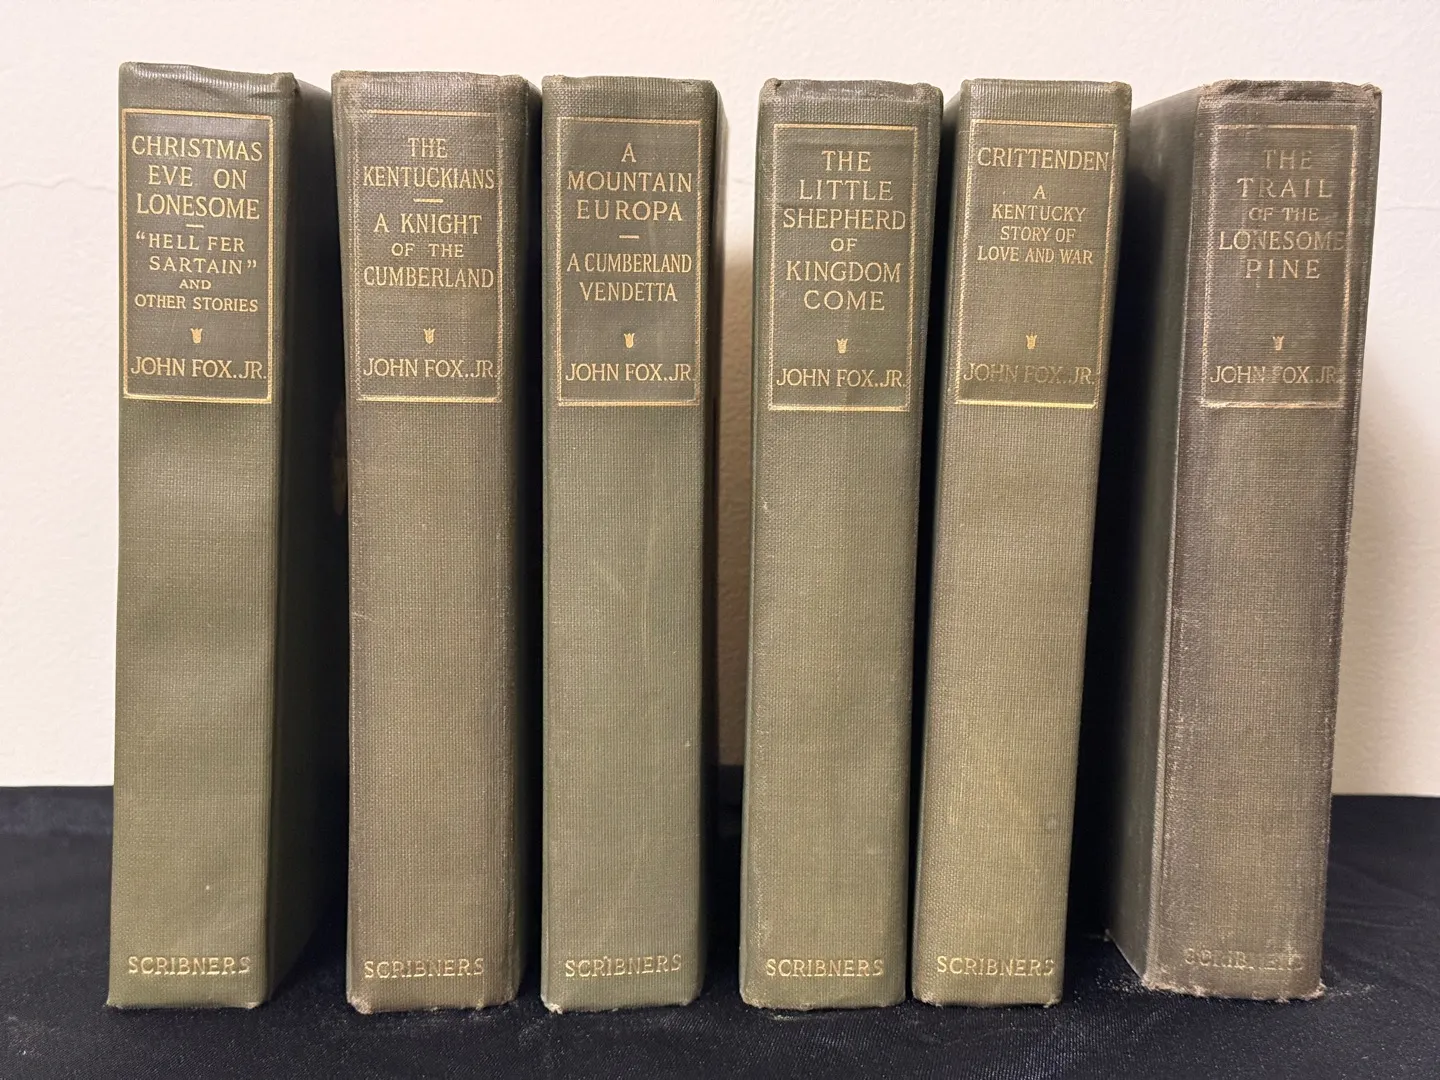 CHRISTMAS
EVE ON
LONESOME
"HELL FER
SARTAIN"
AND
OTHER STORIES
JOHN FOX., JR.
SCRIBNERS
THE
KENTUCKIANS
A KNIGHT
OF THE
CUMBERLAND
JOHN FOX., JR.
SCRIBNERS
A
MOUNTAIN
EUROPA
A CUMBERLAND
VENDETTA
JOHN FOX., JR.
SCRIBNERS
THE
LITTLE
SHEPHERD
OF
KINGDOM
COME
JOHN FOX., JR.
SCRIBNERS
CRITTENDEN
A
KENTUCKY
STORY OF
LOVE AND WAR
JOHN FOX., JR.
SCRIBNERS
THE
TRAIL
OF THE
LONESOME
PINE
JOHN FOX., JR.
SCRIBNERS